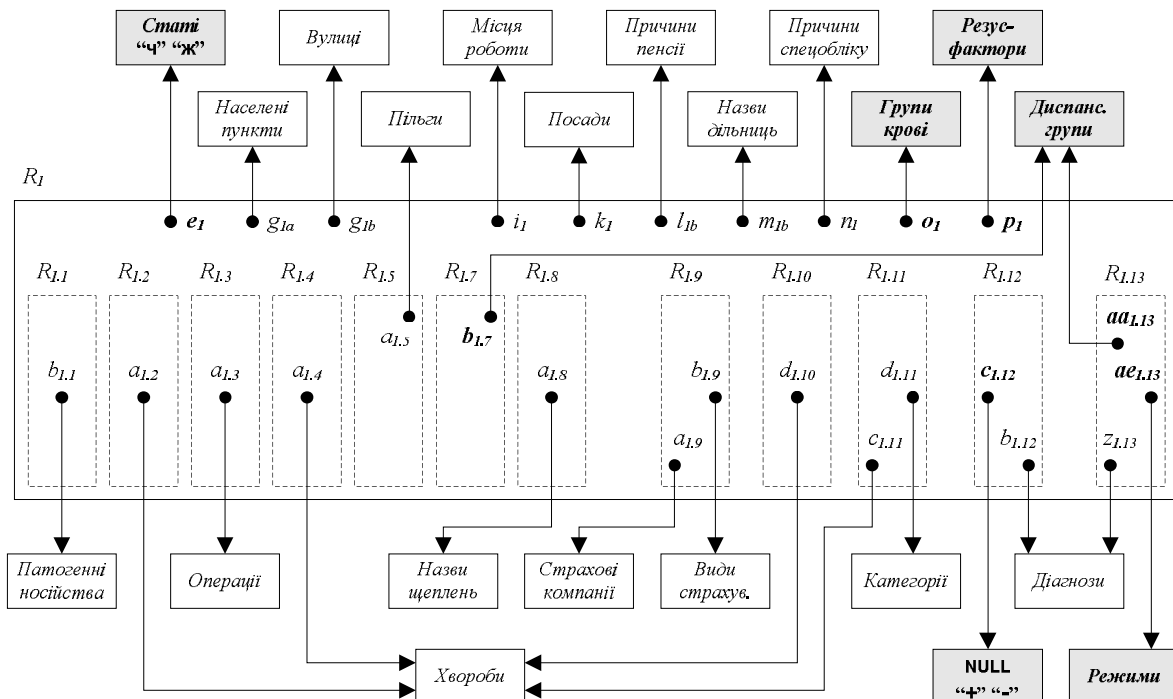 Статі
“ч” “ж”
Вулиці
Місця
роботи
Причини
пенсії
Причини
спецобліку
Резус-
фактори
Населені
пункти
Пільги
Посади
Назви
дільниць
Групи
крові
Диспанс.
групи
R1
e1
g1a
g1b
i1
k1
l1b
m1b
n1
o1
p1
R1.1
R1.2
R1.3
R1.4
R1.5
R1.7
R1.8
R1.9
R1.10
R1.11
R1.12
R1.13
a1.5
b1.7
aa1.13
b1.1
a1.2
a1.3
a1.4
a1.8
b1.9
d1.10
d1.11
c1.12
ae1.13
a1.9
c1.11
b1.12
z1.13
Патогенні
носійства
Операції
Назви
щеплень
Страхові
компанії
Види
страхув.
Категорії
Діагнози
Хвороби
NULL
“+” “-”
Режими